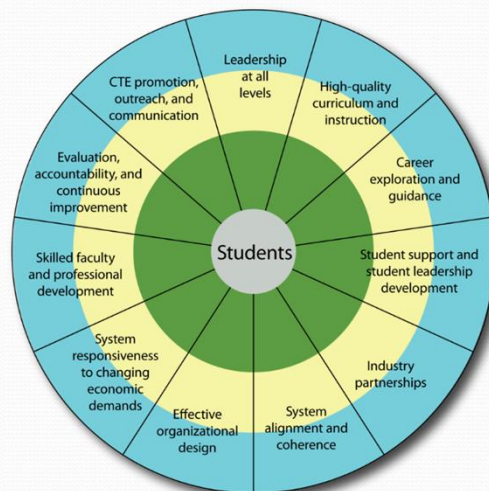 Leadership
at all
levels
High-quality
curriculum and
instruction
Career
exploration and
guidance
Student support and
student leadership
development
Industry
partnerships
System
alignment and
coherence
Effective
organizational
design
System
responsiveness
to changing
economic
demands
Skilled faculty
and professional
development
Evaluation,
accountability, and
continuous
improvement
CTE promotion,
outreach, and
communication
Students